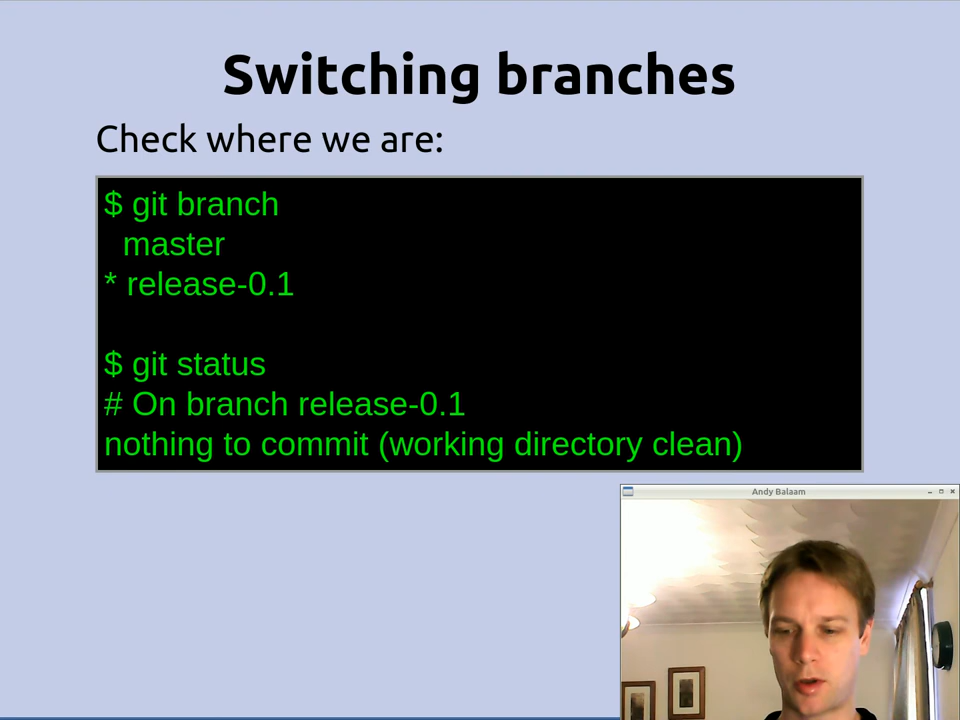 Switching branches
Check where we are:
$ git branch
master
* release-0.1
$ git status
# On branch release-0.1
nothing to commit (working directory clean)
Andy Balaam